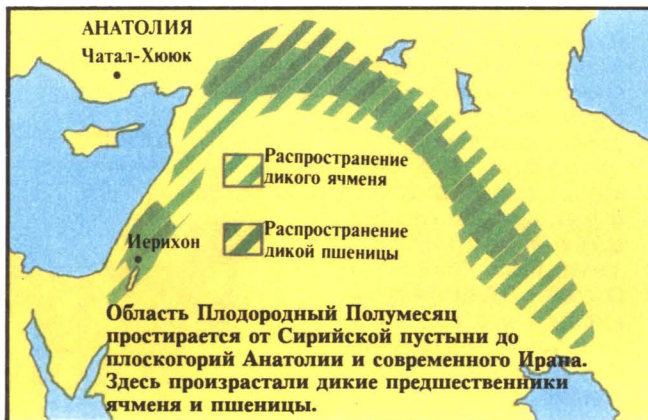 АНАТОЛИЯ
Чатал-Хююк
Распространение
дикого ячменя
Распространение
дикой пшеницы
Иерихон
Область Плодородный Полумесяц
простирается от Сирийской пустыни до
плоскогорий Анатолии и современного Ирана.
Здесь произрастали дикие предшественники
ячменя и пшеницы.